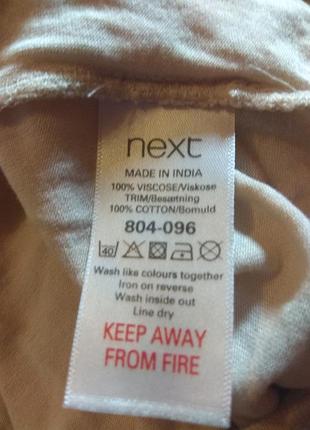 next
MADE IN INDIA
100% VISCOSE/Viskose
TRIM/Besætning
100% COTTON/Bomuld
804-096
40
Wash like colours together
Iron on reverse
Wash inside out
Line dry
KEEP AWAY
FROM FIRE